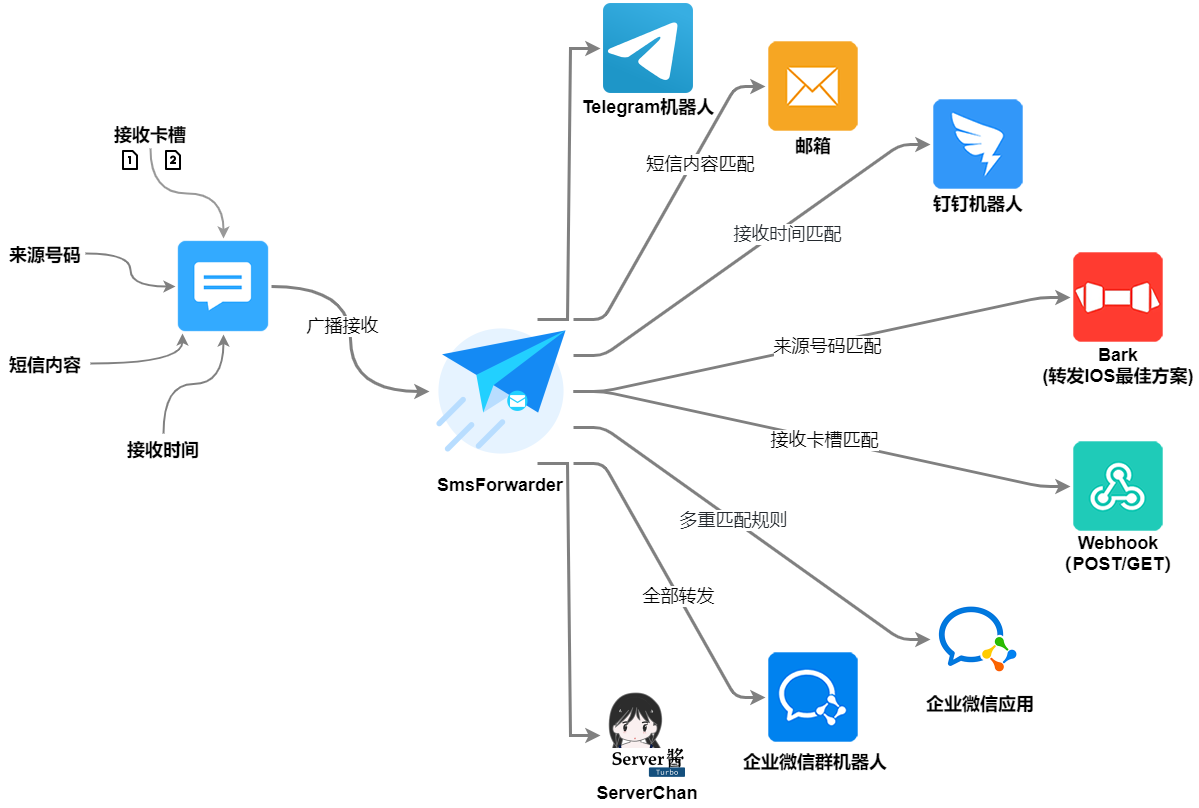 Telegram机器人
接收卡槽
1 2
邮箱
短信内容匹配
钉钉机器人
接收时间匹配
来源号码
广播接收
来源号码匹配
Bark
(转发IOS最佳方案)
短信内容
接收时间
接收卡槽匹配
SmsForwarder
多重匹配规则
Webhook
(POST/GET)
全部转发
企业微信应用
Server酱
Turbo
企业微信群机器人
ServerChan